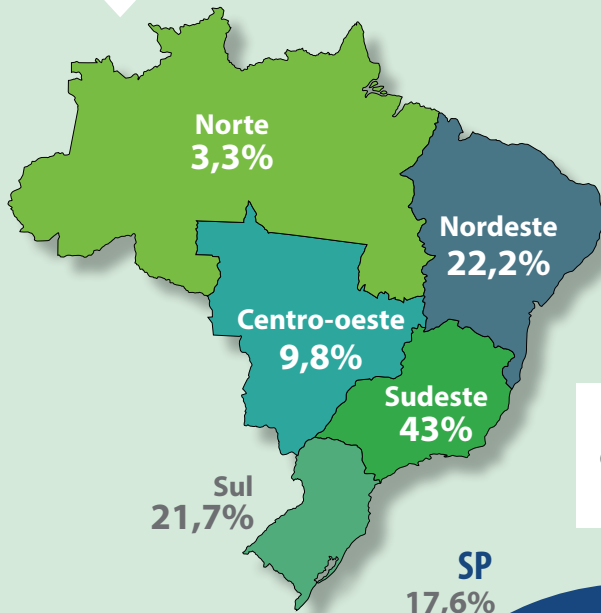 Norte
3,3%
Nordeste
22,2%
Centro-oeste
9,8%
Sudeste
43%
Sul
21,7%
SP
17,6%